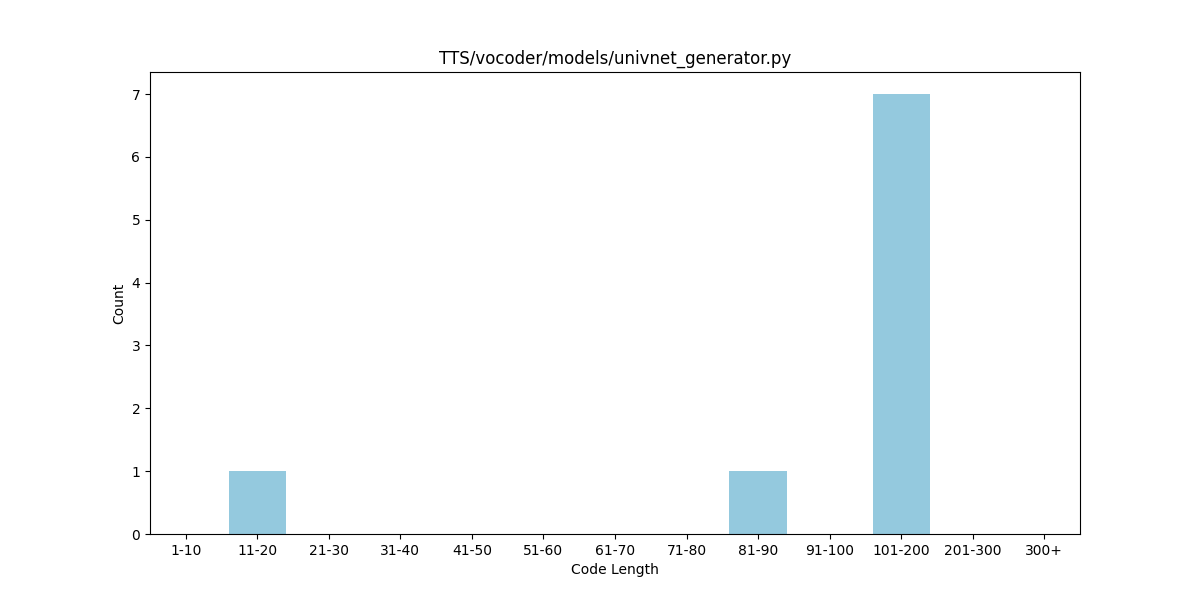 TTS/vocoder/models/univnet_generator.py
7
6
5
4
3
2
1
0
Count
1-10 11-20 21-30 31-40 41-50 51-60 61-70 71-80 81-90 91-100 101-200 201-300 300+
Code Length